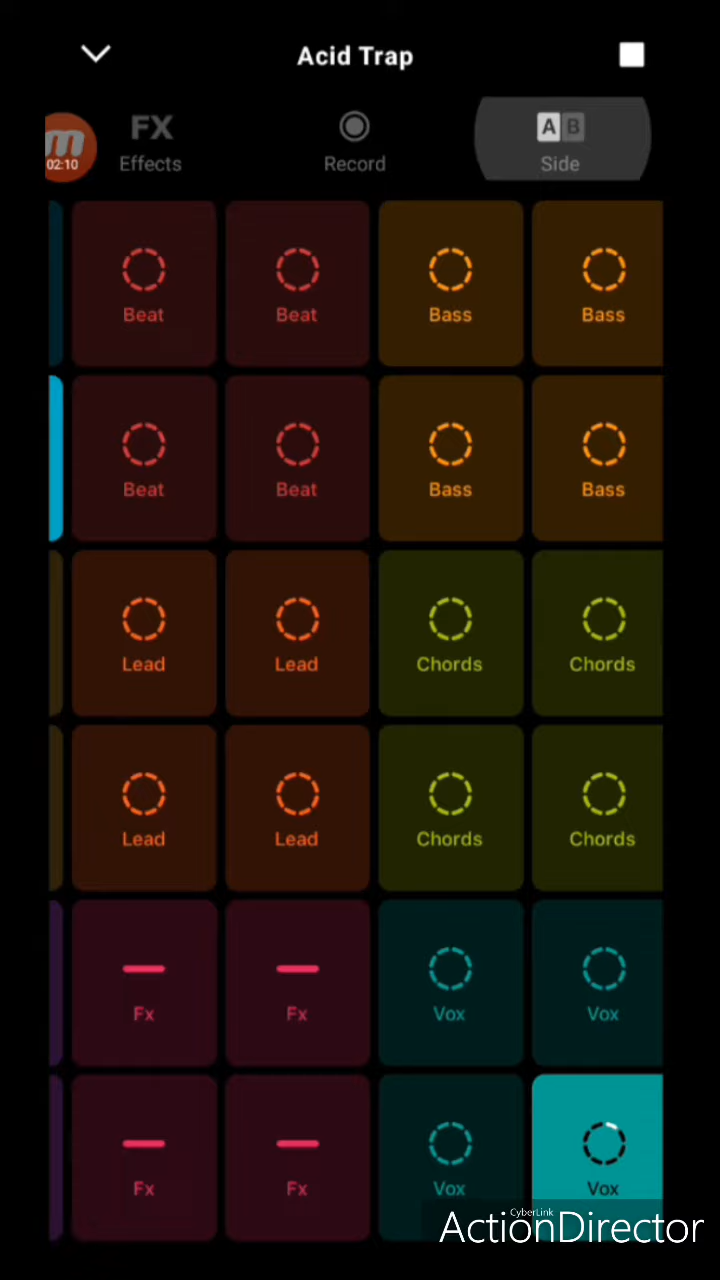 Acid Trap
FX
A B
m
02:10
Effects
Record
Side
Beat Beat Bass Bass
Beat Beat Bass Bass
Lead Lead Chords Chords
Lead Lead Chords Chords
Fx Fx Vox Vox
Fx Fx Vox Vox
CyberLink
ActionDirector